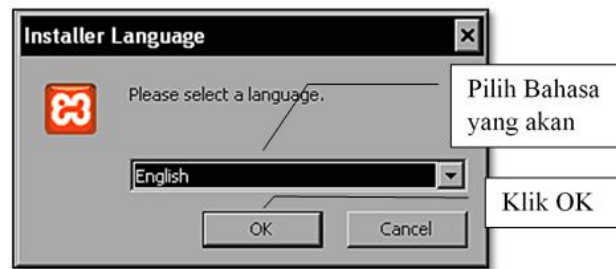 Installer Language
Please select a language.
Pilih Bahasa
yang akan
English
Klik OK
OK
Cancel